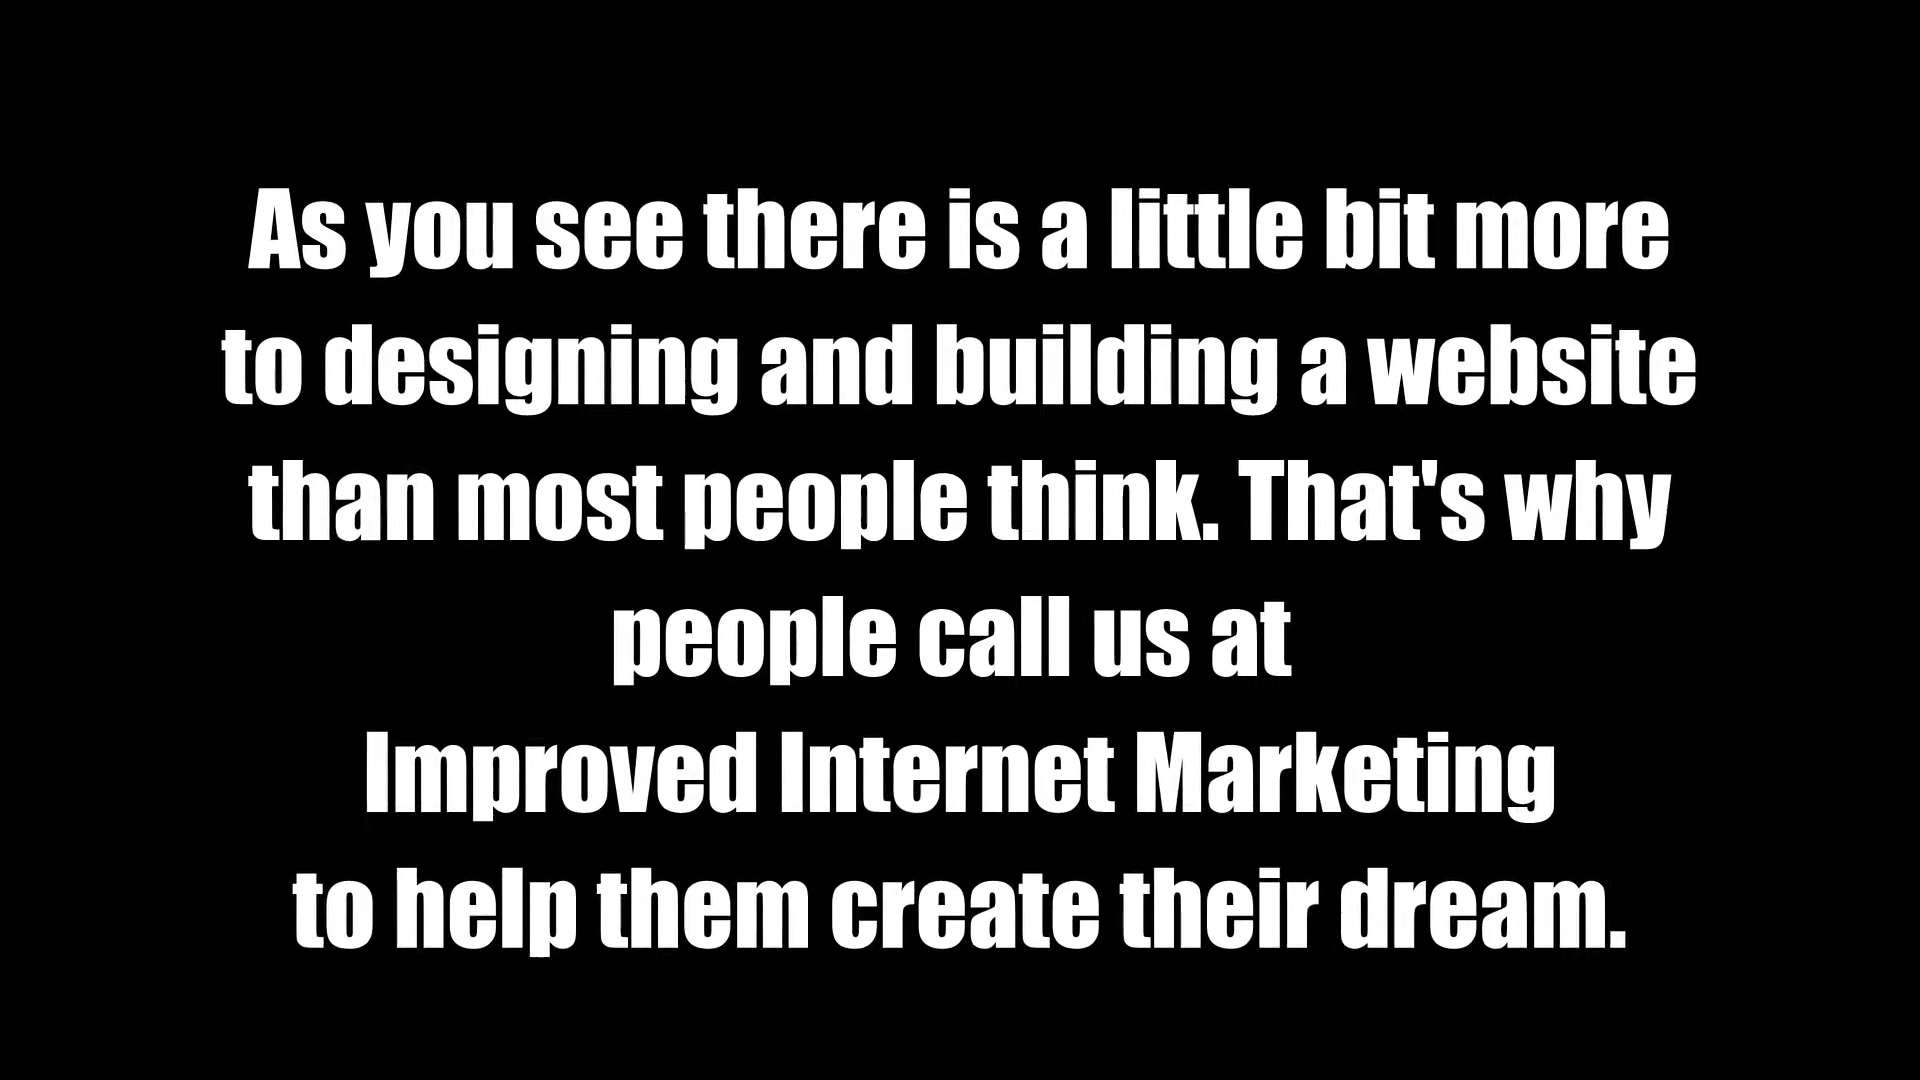 As you see there is a little bit more
to designing and building a website
than most people think. That's why
people call us at
Improved Internet Marketing
to help them create their dream.